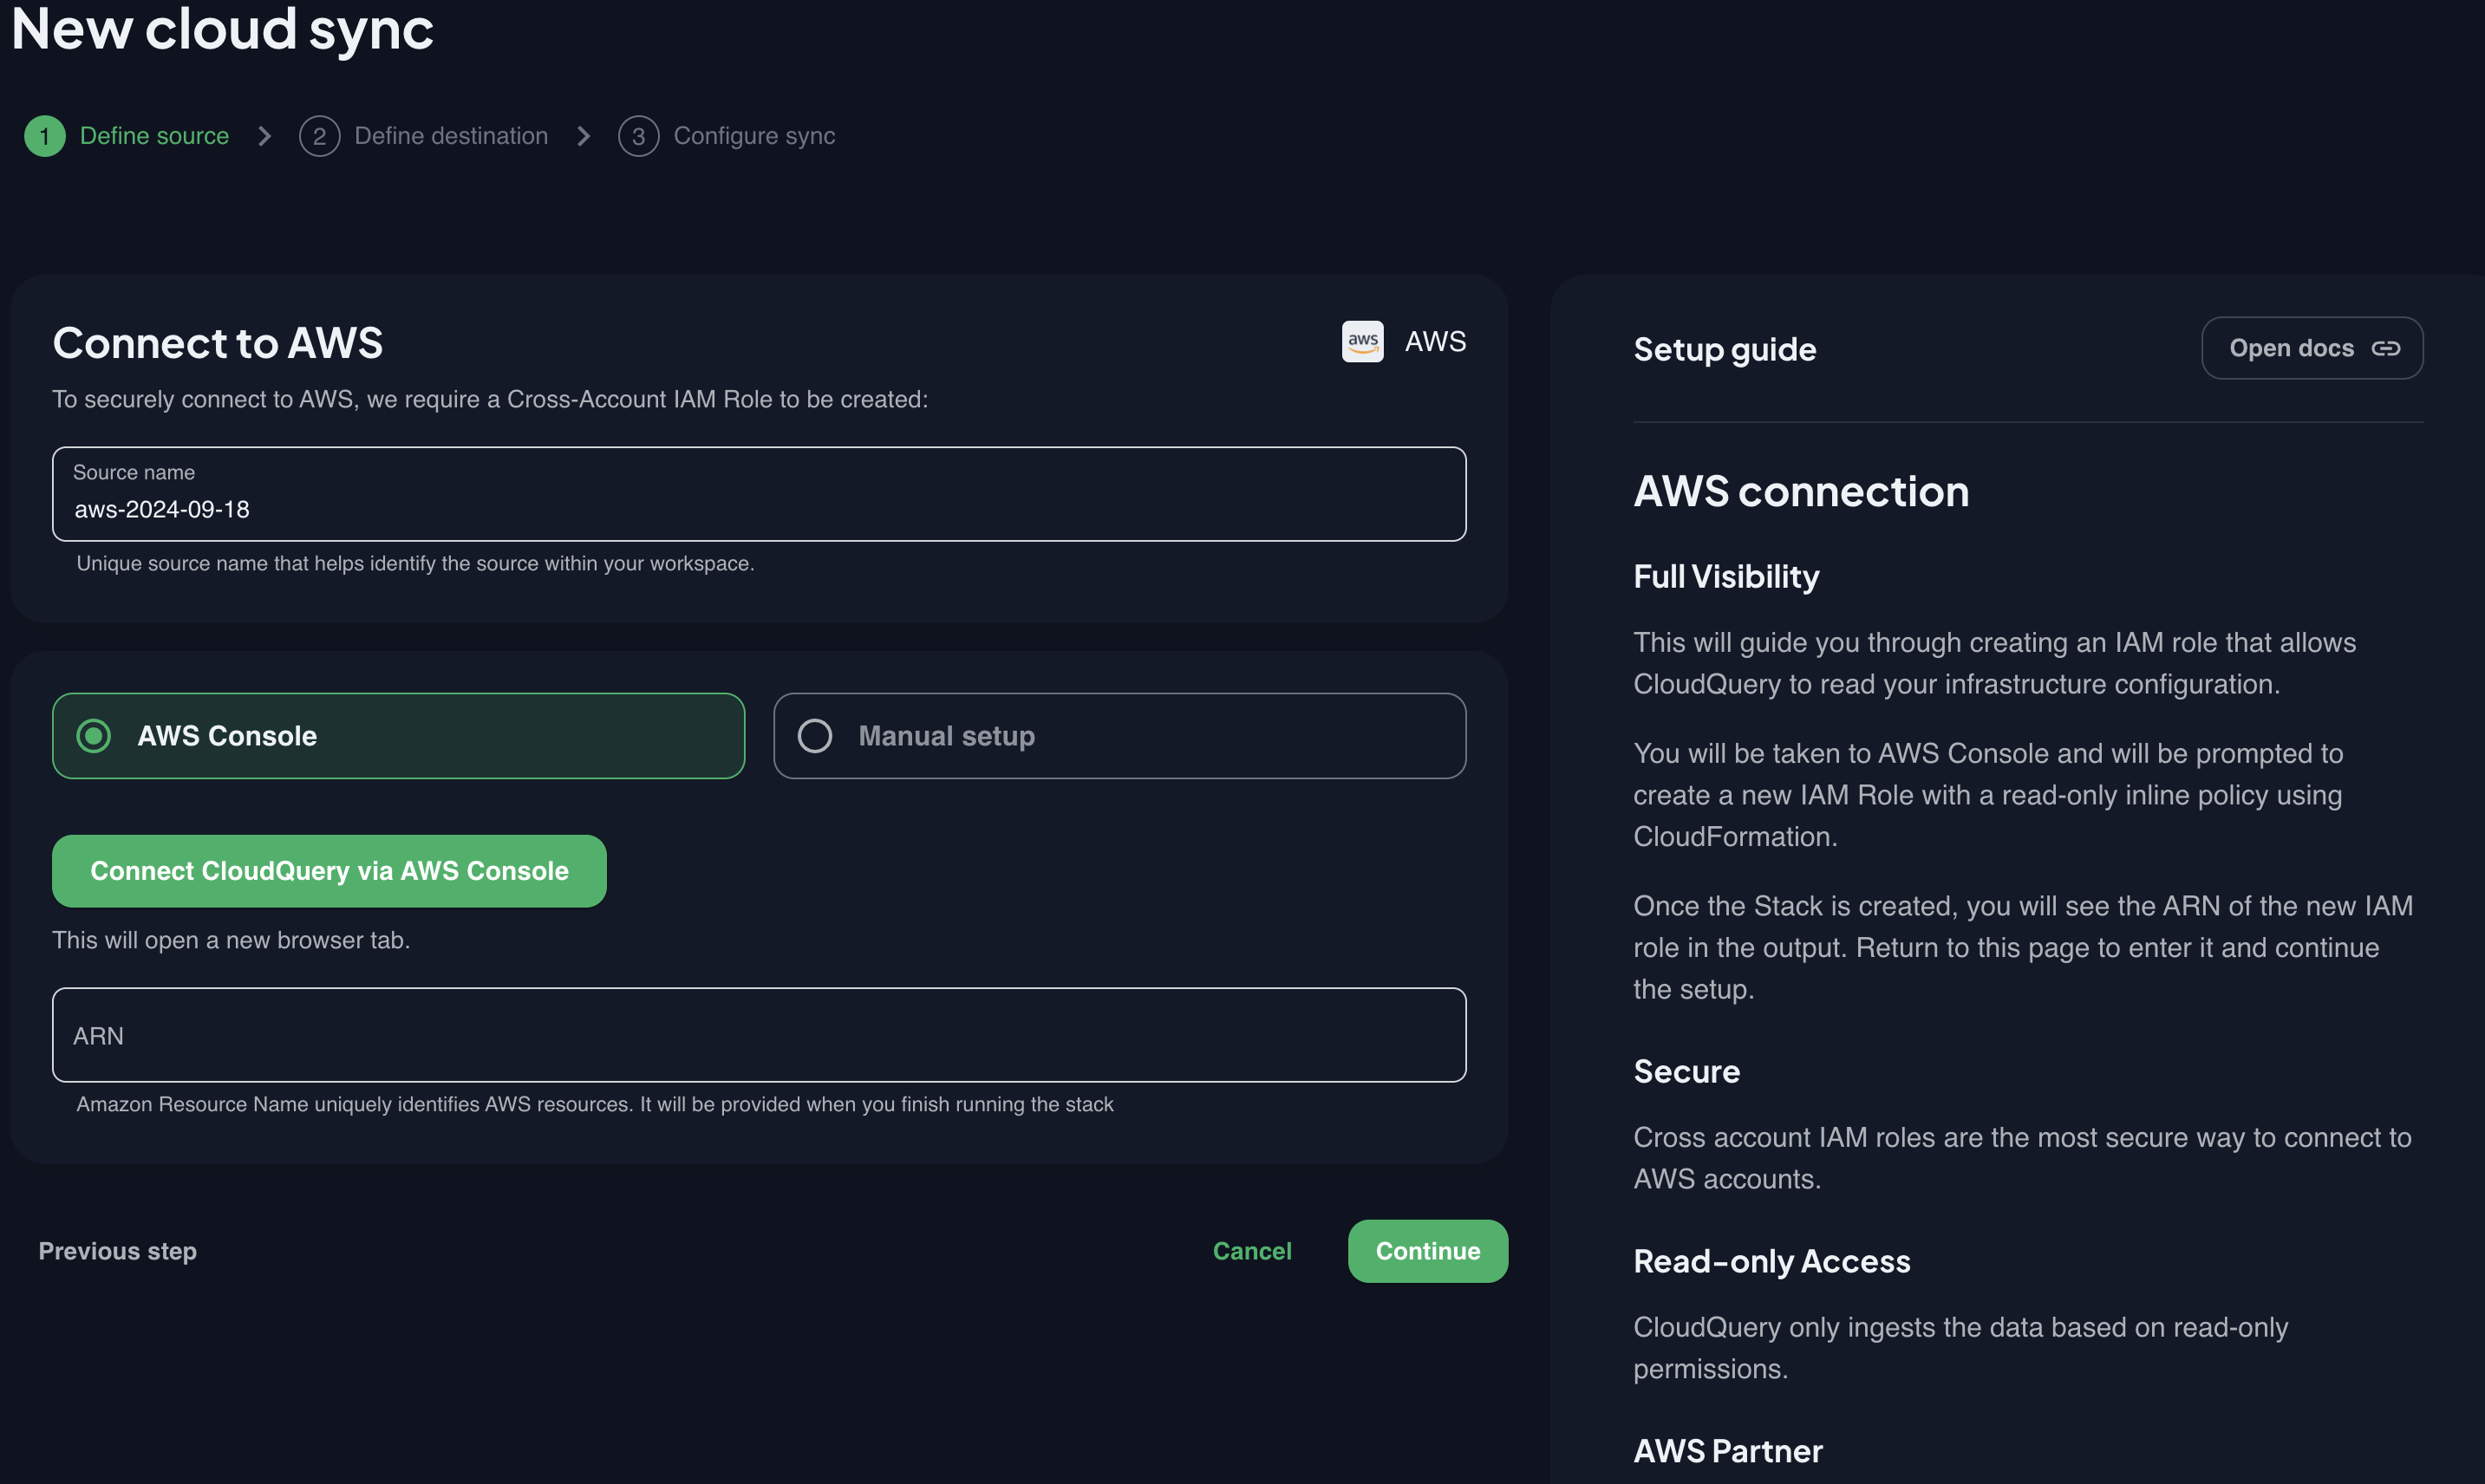 New cloud sync
1 Define source
2 Define destination
3 Configure sync
Connect to AWS
aws AWS
To securely connect to AWS, we require a Cross-Account IAM Role to be created:
Source name
aws-2024-09-18
Unique source name that helps identify the source within your workspace.
AWS Console
Manual setup
Connect CloudQuery via AWS Console
This will open a new browser tab.
ARN
Amazon Resource Name uniquely identifies AWS resources. It will be provided when you finish running the stack
Previous step
Cancel
Continue
Setup guide
Open docs
AWS connection
Full Visibility
This will guide you through creating an IAM role that allows
CloudQuery to read your infrastructure configuration.
You will be taken to AWS Console and will be prompted to
create a new IAM Role with a read-only inline policy using
CloudFormation.
Once the Stack is created, you will see the ARN of the new IAM
role in the output. Return to this page to enter it and continue
the setup.
Secure
Cross account IAM roles are the most secure way to connect to
AWS accounts.
Read-only Access
CloudQuery only ingests the data based on read-only
permissions.
AWS Partner